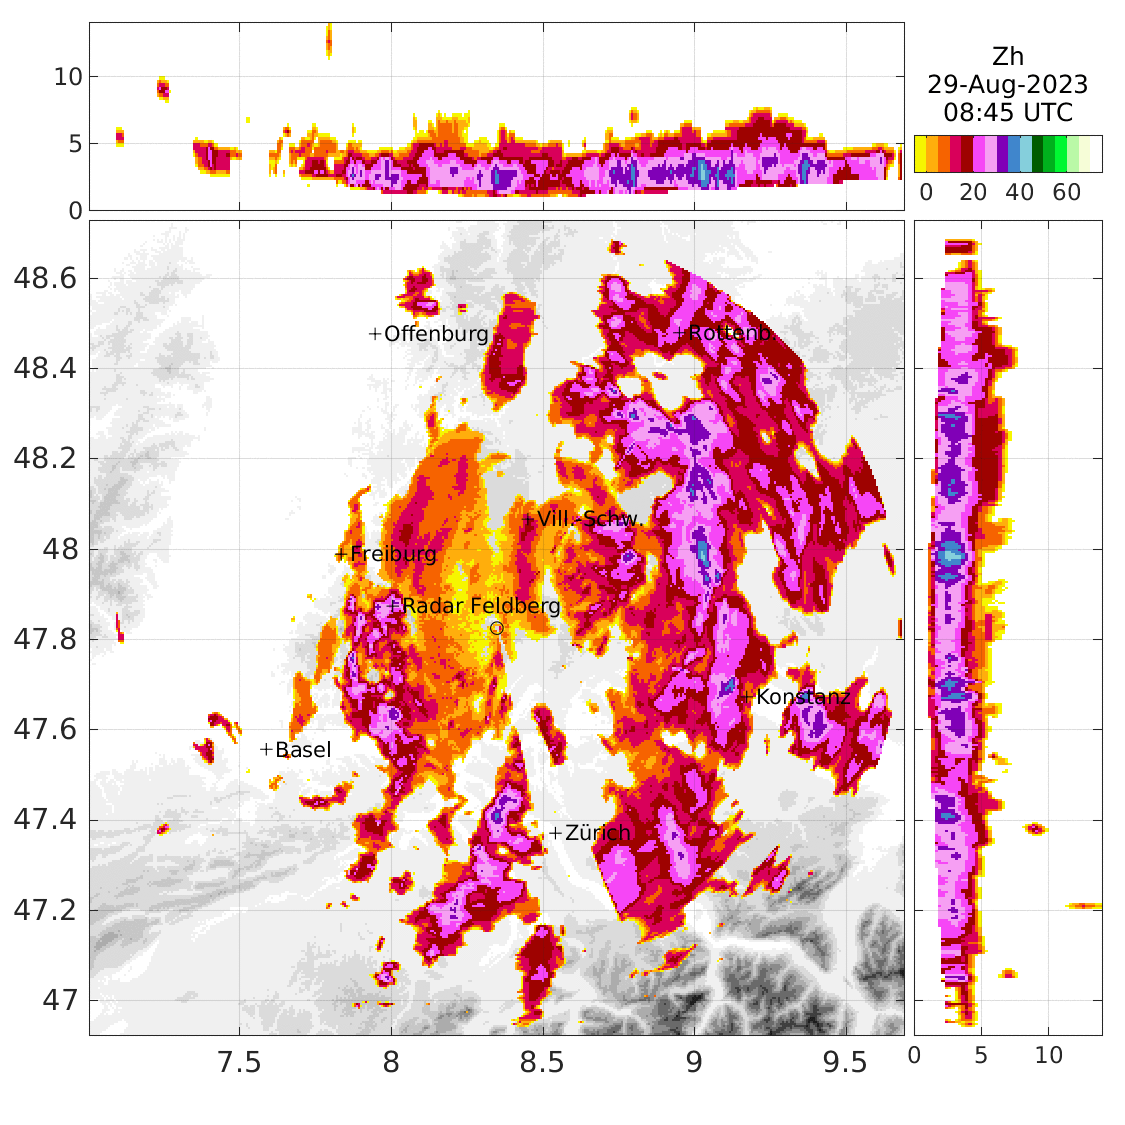 10
5
0
Zh
29-Aug-2023
08:45 UTC
0 20 40 60
48.6
48.4
48.2
48
47.8
47.6
47.4
47.2
47
+Offenburg
+Rottenb.
+Vill.-Schw.
+Freiburg
+Radar Feldberg
+Konstanz
+Basel
+Zürich
7.5 8 8.5 9 9.5
0 5 10